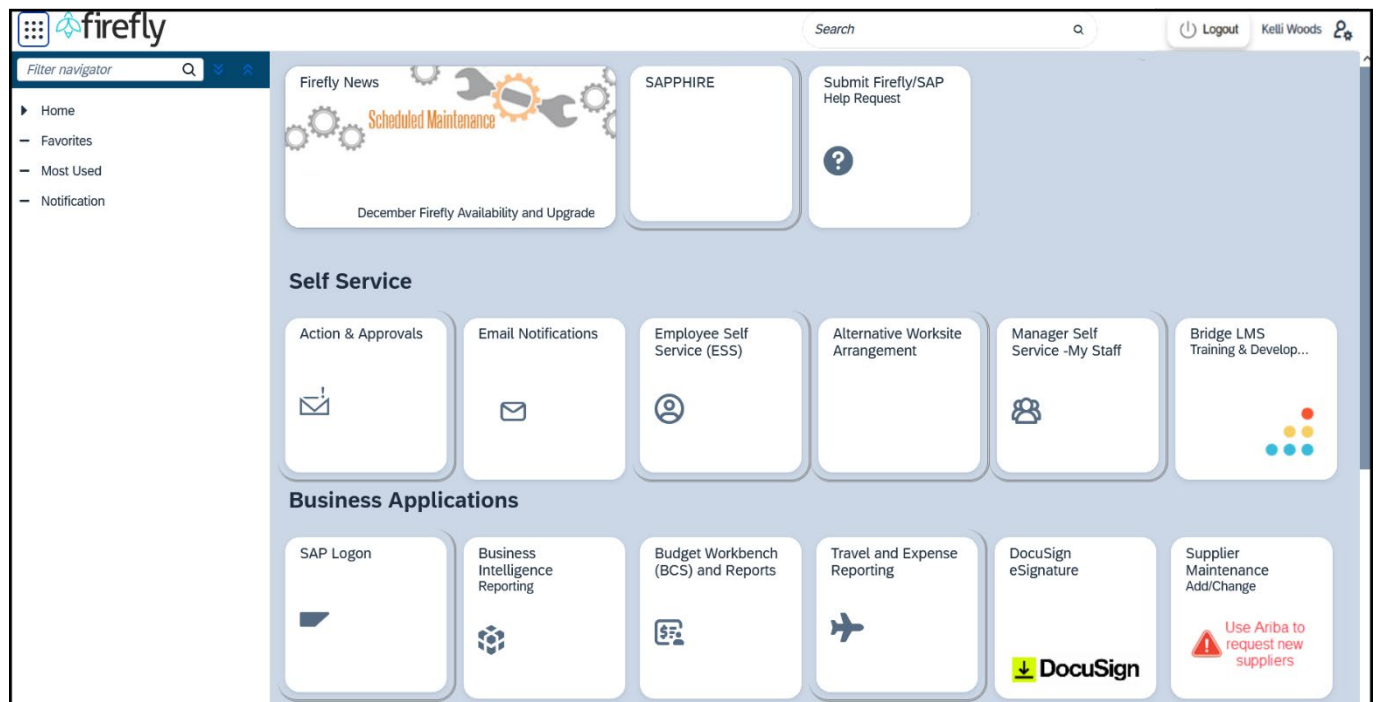 firefly
Search
Logout
Kelli Woods
Filter navigator
Home
Favorites
Most Used
Notification
Firefly News
Scheduled Maintenance
December Firefly Availability and Upgrade
SAPPHIRE
Submit Firefly/SAP
Help Request
?
Self Service
Action & Approvals
Email Notifications
Employee Self
Service (ESS)
Alternative Worksite
Arrangement
Manager Self
Service -My Staff
Bridge LMS
Training & Develop...
Business Applications
SAP Logon
Business
Intelligence
Reporting
Budget Workbench
(BCS) and Reports
$
Travel and Expense
Reporting
DocuSign
eSignature
DocuSign
Supplier
Maintenance
Add/Change
Use Ariba to
request new
suppliers